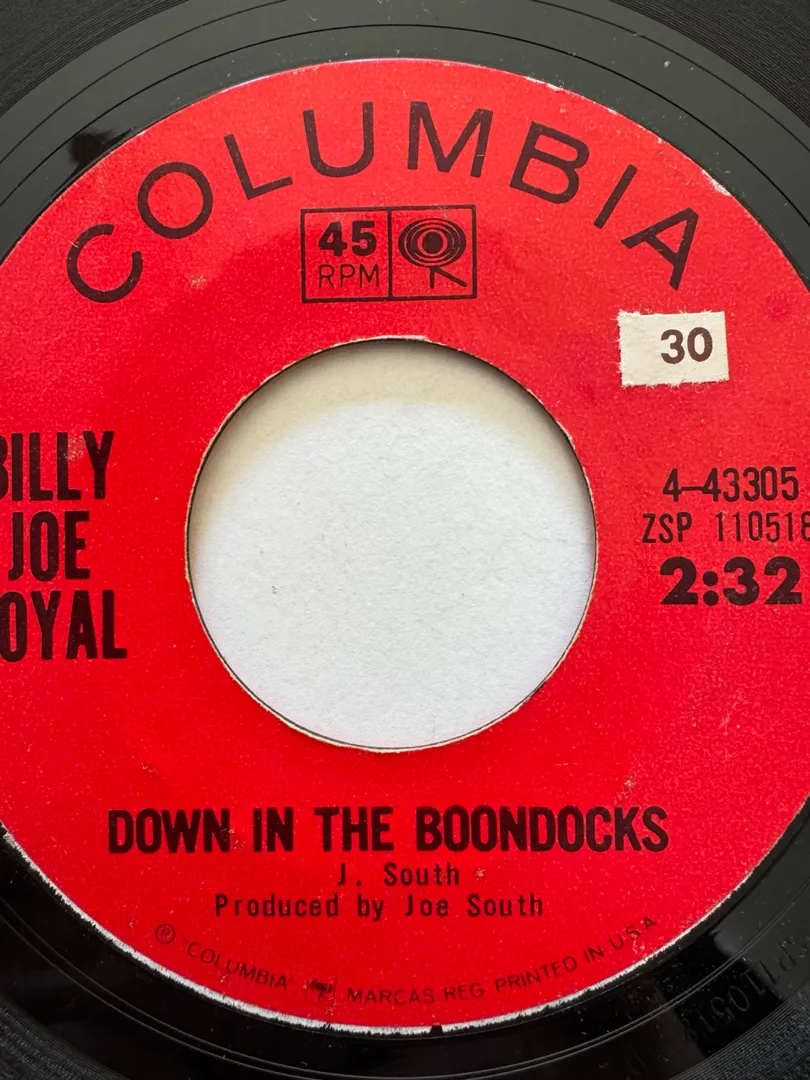 COLUMBIA
45
RPM
30
BILLY
JOE
OYAL
4-43305
ZSP 110518
2:32
DOWN IN THE BOONDOCKS
J. South
Produced by Joe South
® "COLUMBIA" MARCAS REG. PRINTED IN U.S.A.